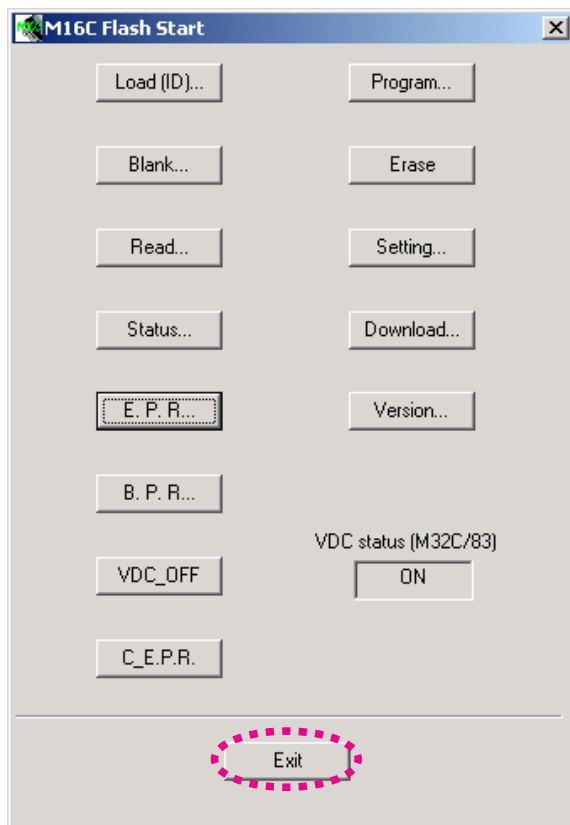 M16C Flash Start
Load (ID)... Program...
Blank... Erase
Read... Setting...
Status... Download...
E. P. R... Version...
B. P. R...
VDC status (M32C/83)
VDC_OFF ON
C_E.P.R.
Exit